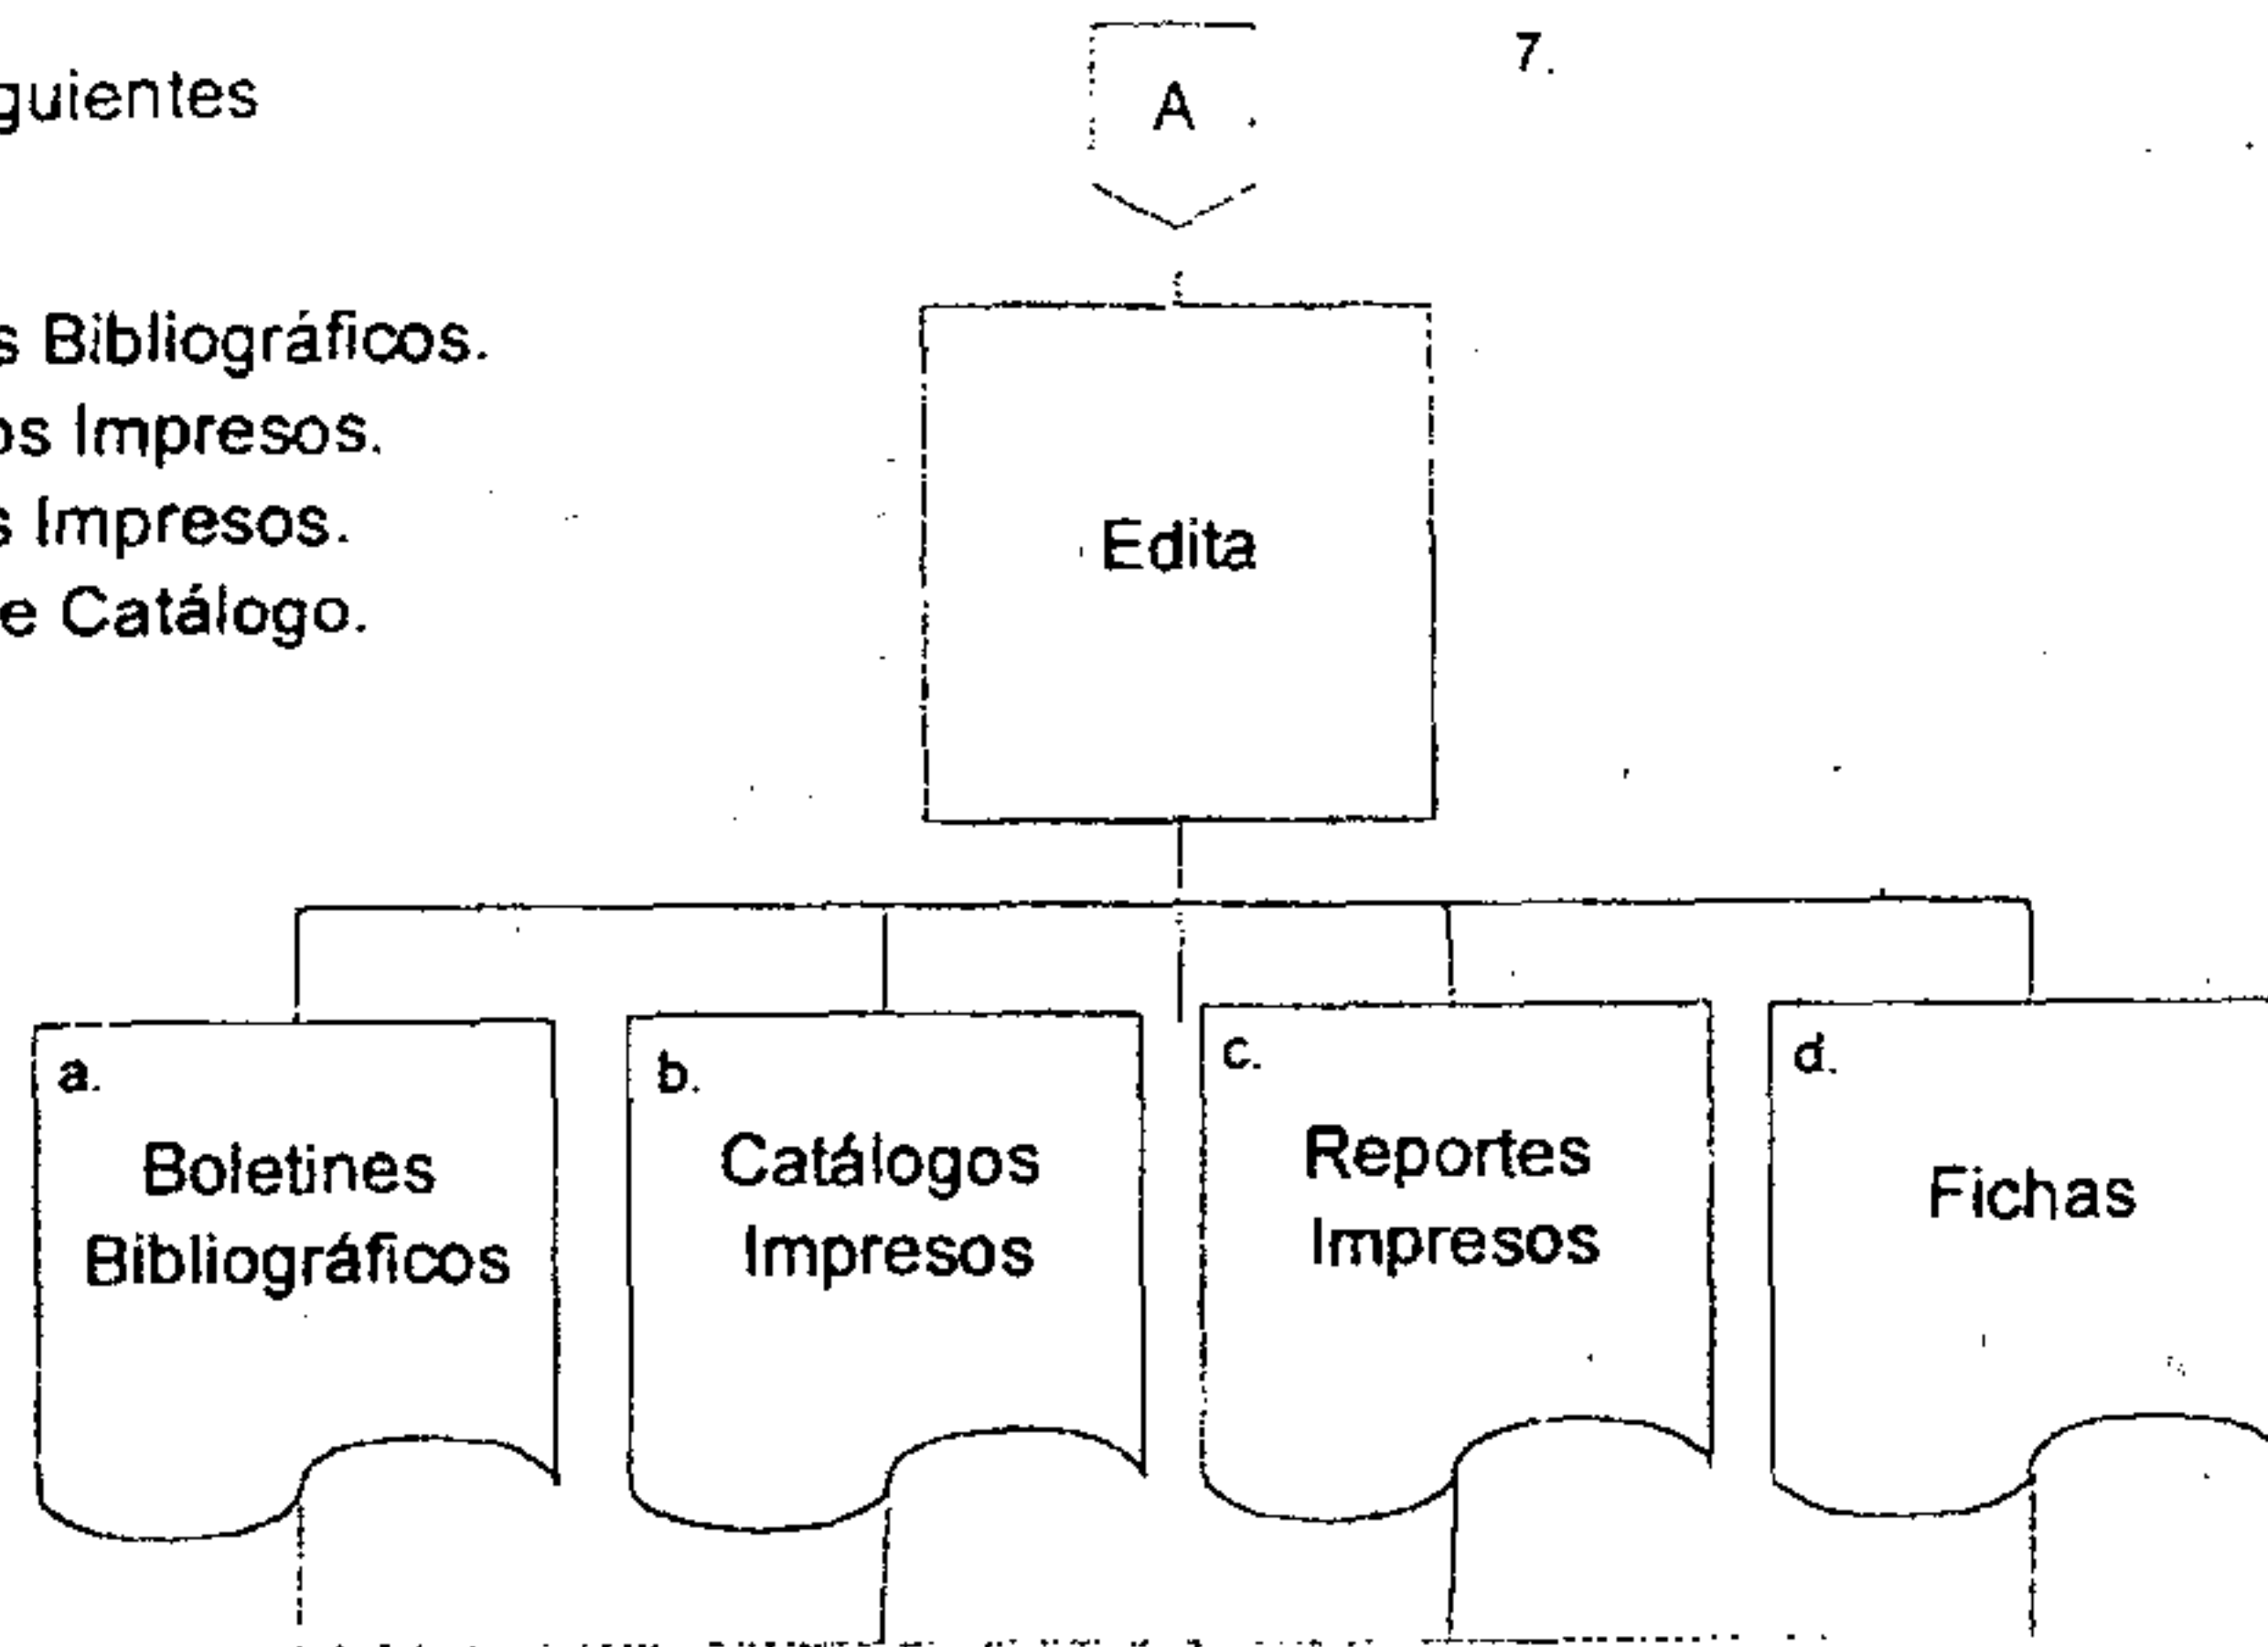 guientes
s Bibliográficos.
os Impresos.
s Impresos.
e Catálogo.
A
7.
Edita
a.
Boletines
Bibliográficos
b.
Catálogos
Impresos
c.
Reportes
Impresos
d.
Fichas